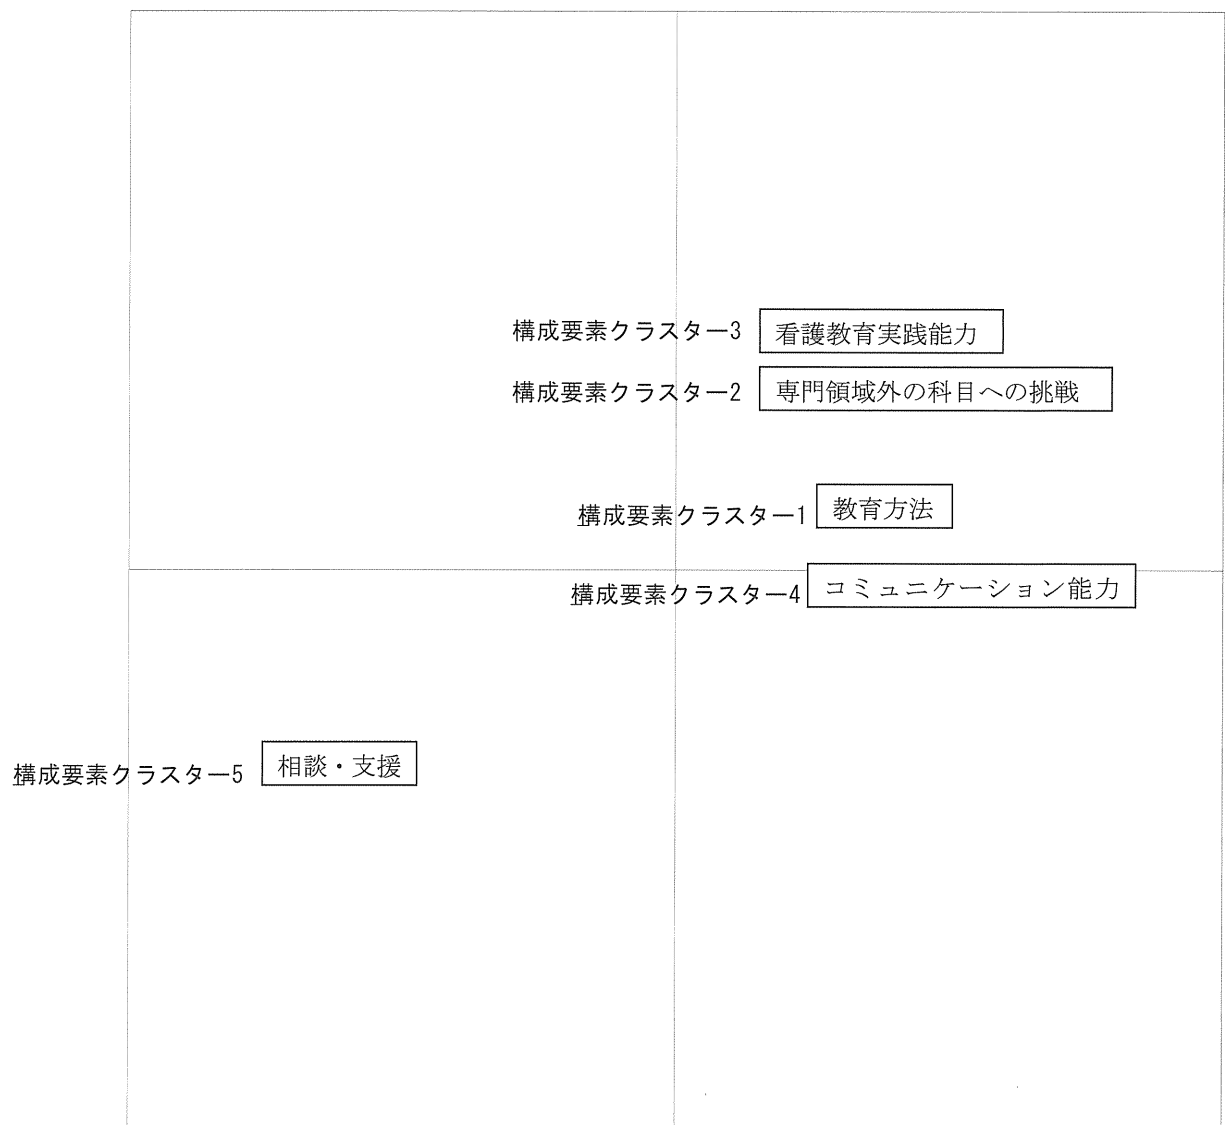 構成要素クラスター3 看護教育実践能力
構成要素クラスター2 専門領域外の科目への挑戦
構成要素クラスター1 教育方法
構成要素クラスター4 コミュニケーション能力
構成要素クラスター5 相談・支援